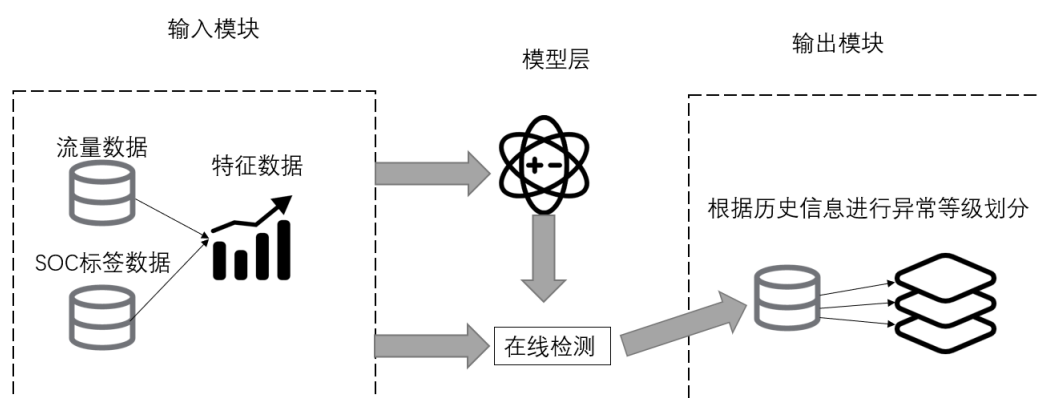 输入模块
模型层
输出模块
流量数据
特征数据
SOC标签数据
根据历史信息进行异常等级划分
在线检测